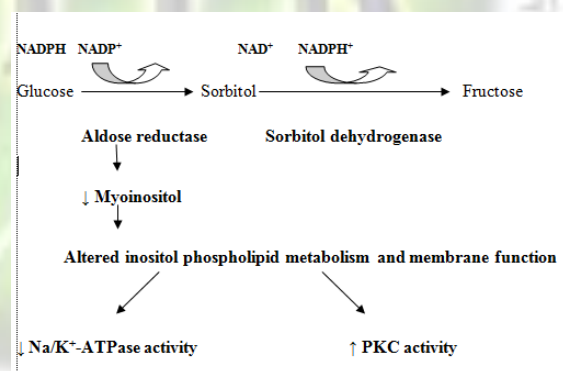 NADPH NADP⁺ NAD⁺ NADPH⁺
Glucose Sorbitol Fructose
Aldose reductase Sorbitol dehydrogenase
↓ Myoinositol
Altered inositol phospholipid metabolism and membrane function
↓ Na/K⁺-ATPase activity ↑ PKC activity